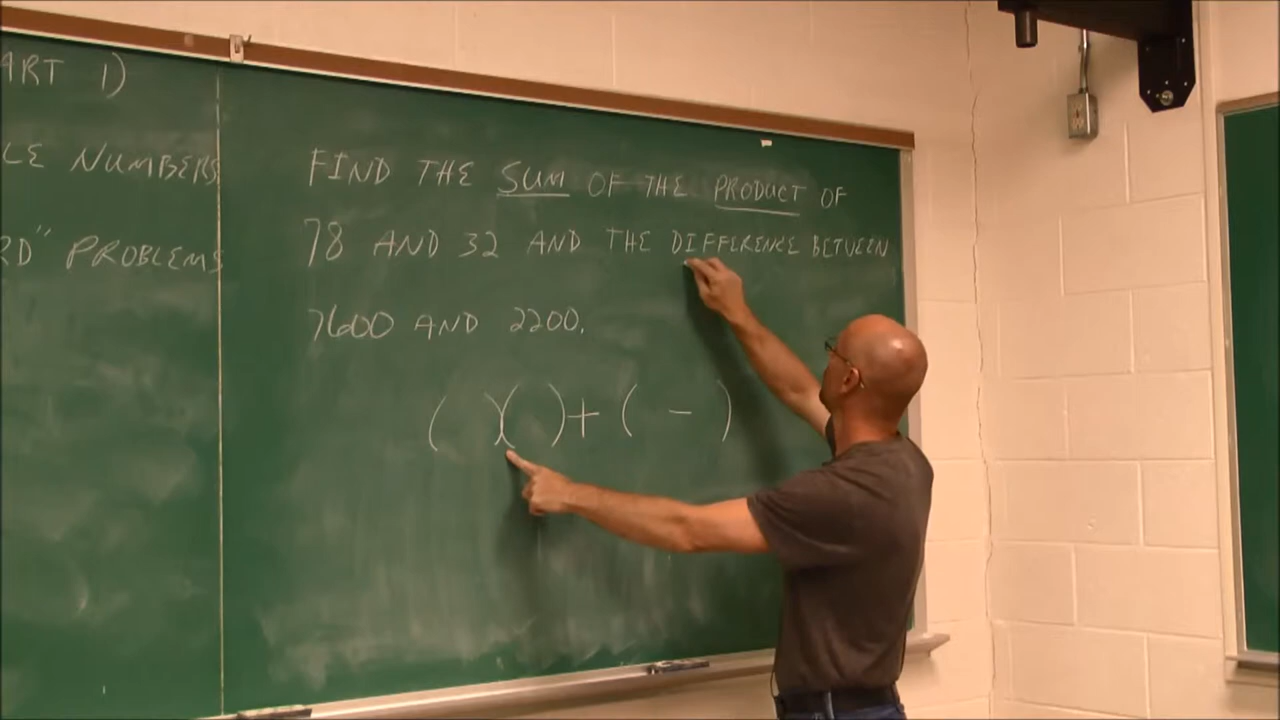 ART 1)
LE NUMBERS
RD" PROBLEMS
FIND THE SUM OF THE PRODUCT OF
78 AND 32 AND THE DIFFERENCE BETWEEN
7600 AND 2200.
( )( ) + ( - )